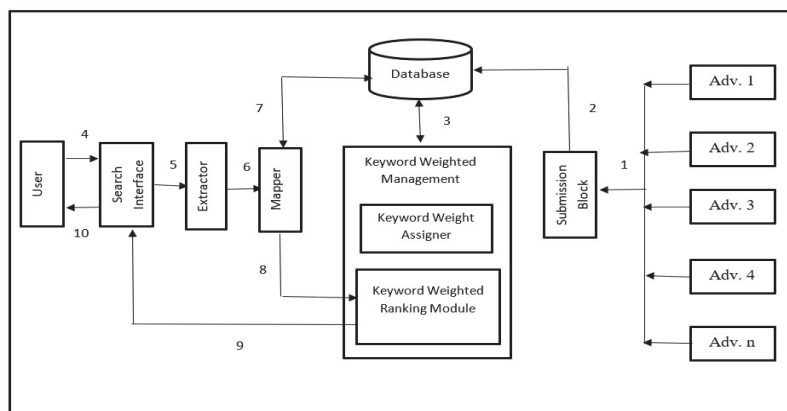 Database
Adv. 1
7
3
2
4
Adv. 2
5
6
1
Keyword Weighted
Management
User
Search
Interface
Extractor
Mapper
Submission
Block
Adv. 3
Keyword Weight
Assigner
10
8
Adv. 4
Keyword Weighted
Ranking Module
9
Adv. n